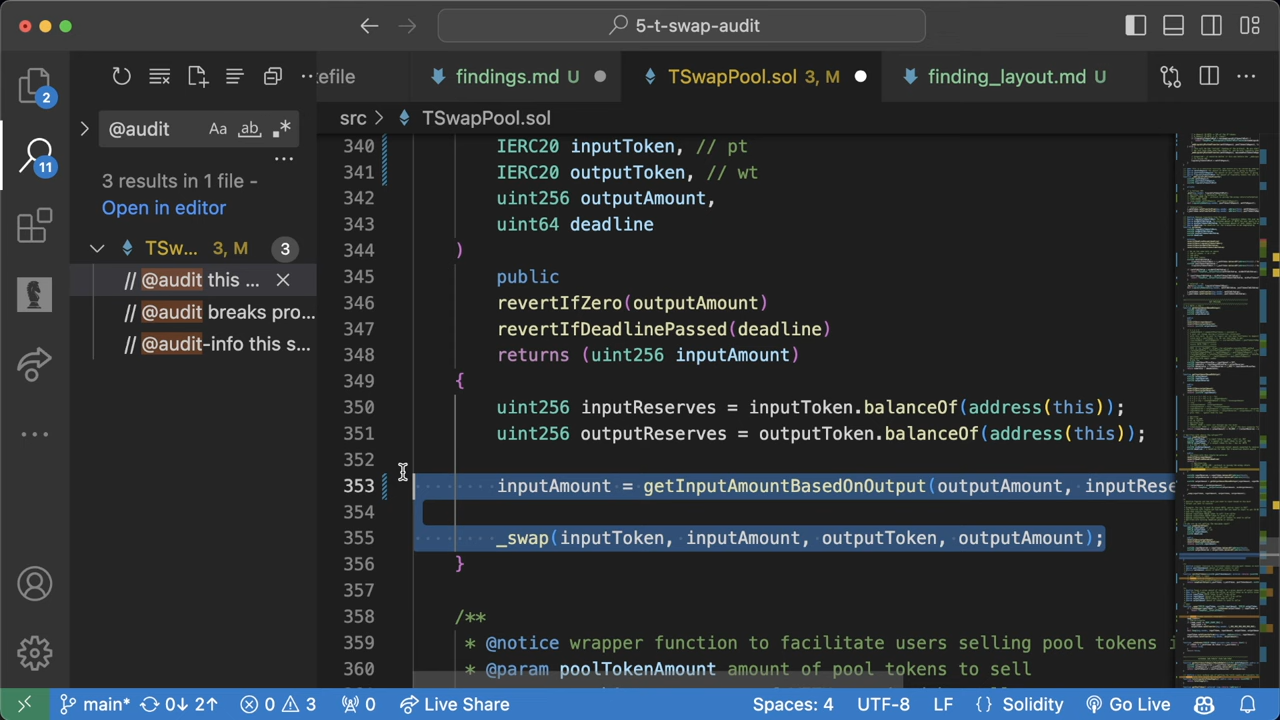 5-t-swap-audit
efile
findings.md U
TSwapPool.sol 3, M
finding_layout.md U
2
@audit
Aa ab
src > TSwapPool.sol
11
3 results in 1 file -
Open in editor
TSw... 3, M 3
// @audit this ...
// @audit breaks pro...
// @audit-info this s...
340 IERC20 inputToken, // pt
341 IERC20 outputToken, // wt
342 uint256 outputAmount,
343 uint64 deadline
344 )
345 public
346 revertIfZero(outputAmount)
347 revertIfDeadlinePassed(deadline)
348 returns (uint256 inputAmount)
349 {
350 uint256 inputReserves = inputToken.balanceOf(address(this));
351 uint256 outputReserves = outputToken.balanceOf(address(this));
352
353 inputAmount = getInputAmountBasedOnOutput(outputAmount, inputRese
354
355 _swap(inputToken, inputAmount, outputToken, outputAmount);
356 }
357
358 /**
359 * @notice wrapper function to facilitate users selling pool tokens i
360 * @param poolTokenAmount amount of pool tokens to sell
main* 0↓ 2↑ 0 3 0 Live Share Spaces: 4 UTF-8 LF {} Solidity Go Live